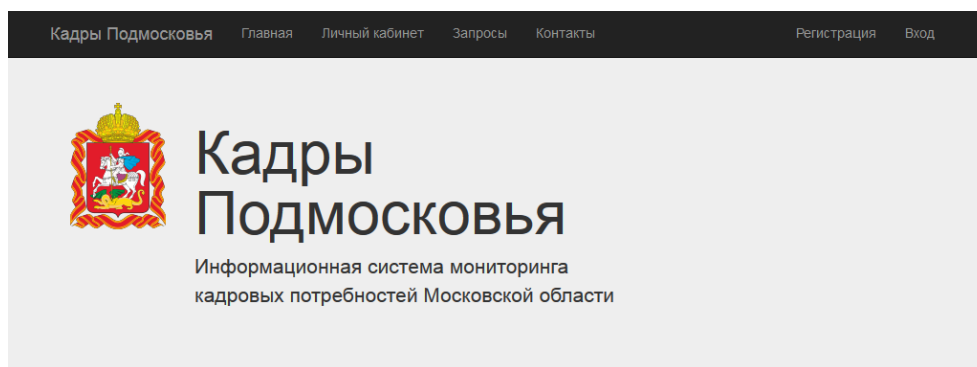 Кадры Подмосковья Главная Личный кабинет Запросы Контакты Регистрация Вход
Кадры
Подмосковья
Информационная система мониторинга
кадровых потребностей Московской области